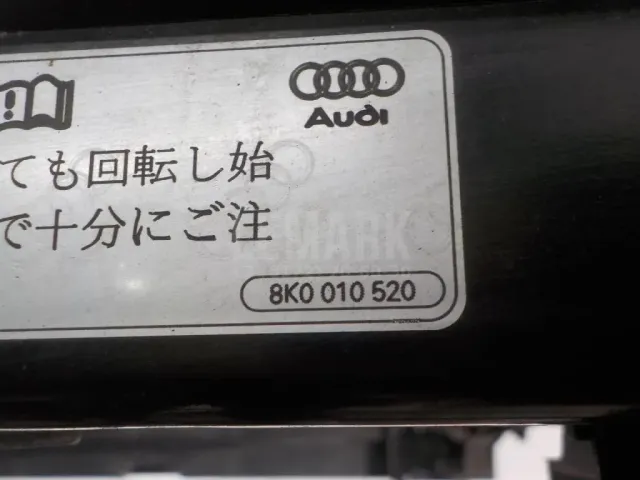 Audi
ても回転し始
で十分にご注
8K0 010 520